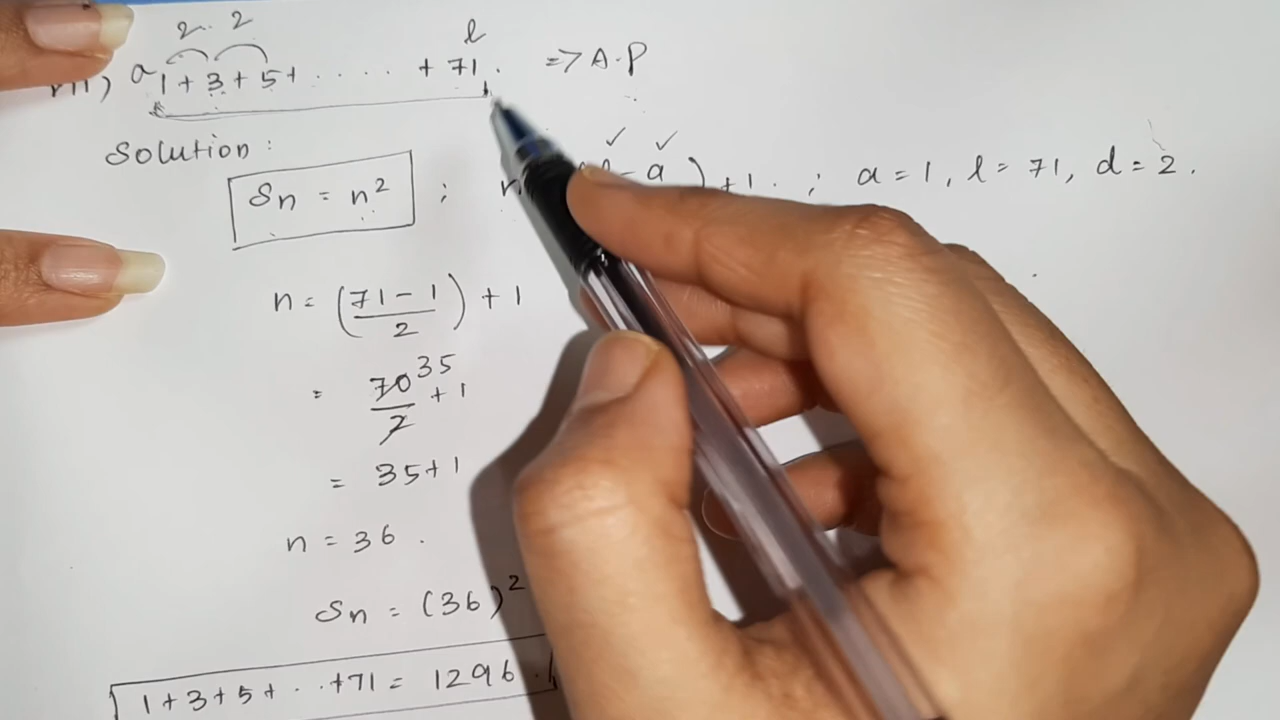 2 2 l
a 1 + 3 + 5 + . . . . . + 71 . => A.P
Solution :
Sn = n² ; - a ) + 1 . ; a = 1 , l = 71 , d = 2 .
n = ( 71 - 1 / 2 ) + 1
= 70 35 / 2 + 1
= 35 + 1
n = 36 .
Sn = (36)²
1 + 3 + 5 + . . . + 71 = 1296 .